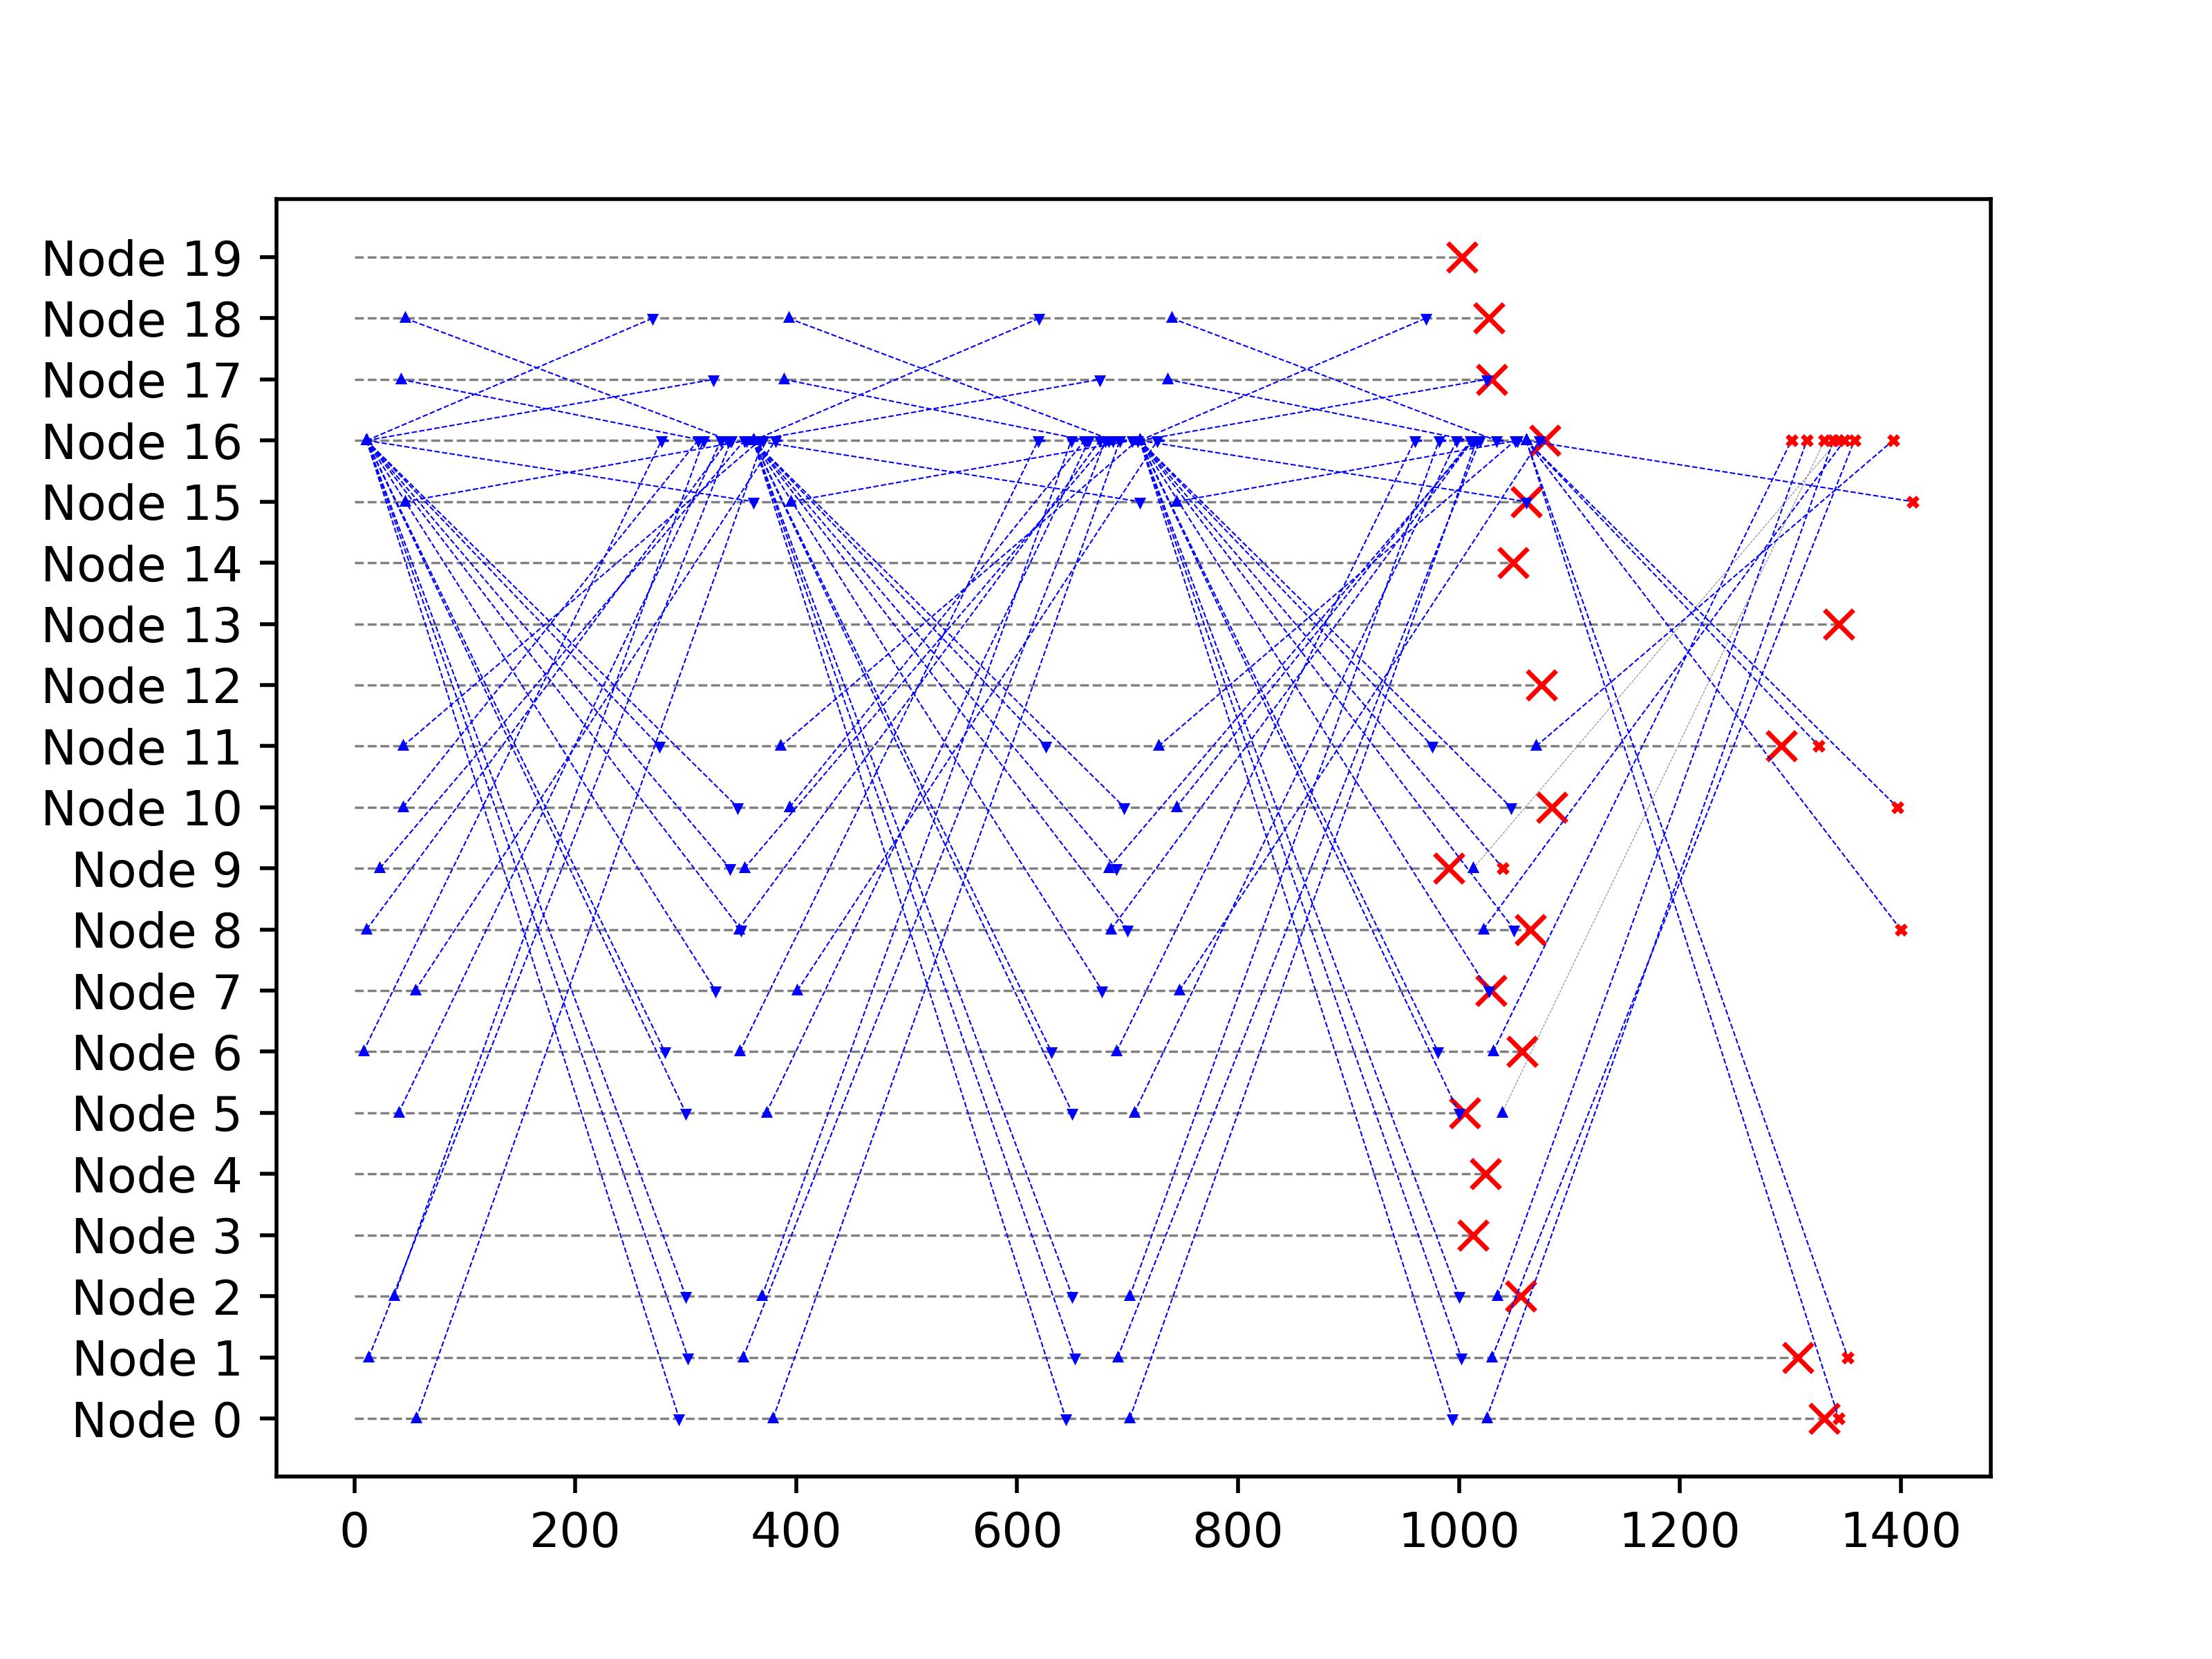 Node 19
Node 18
Node 17
Node 16
Node 15
Node 14
Node 13
Node 12
Node 11
Node 10
Node 9
Node 8
Node 7
Node 6
Node 5
Node 4
Node 3
Node 2
Node 1
Node 0
0 200 400 600 800 1000 1200 1400